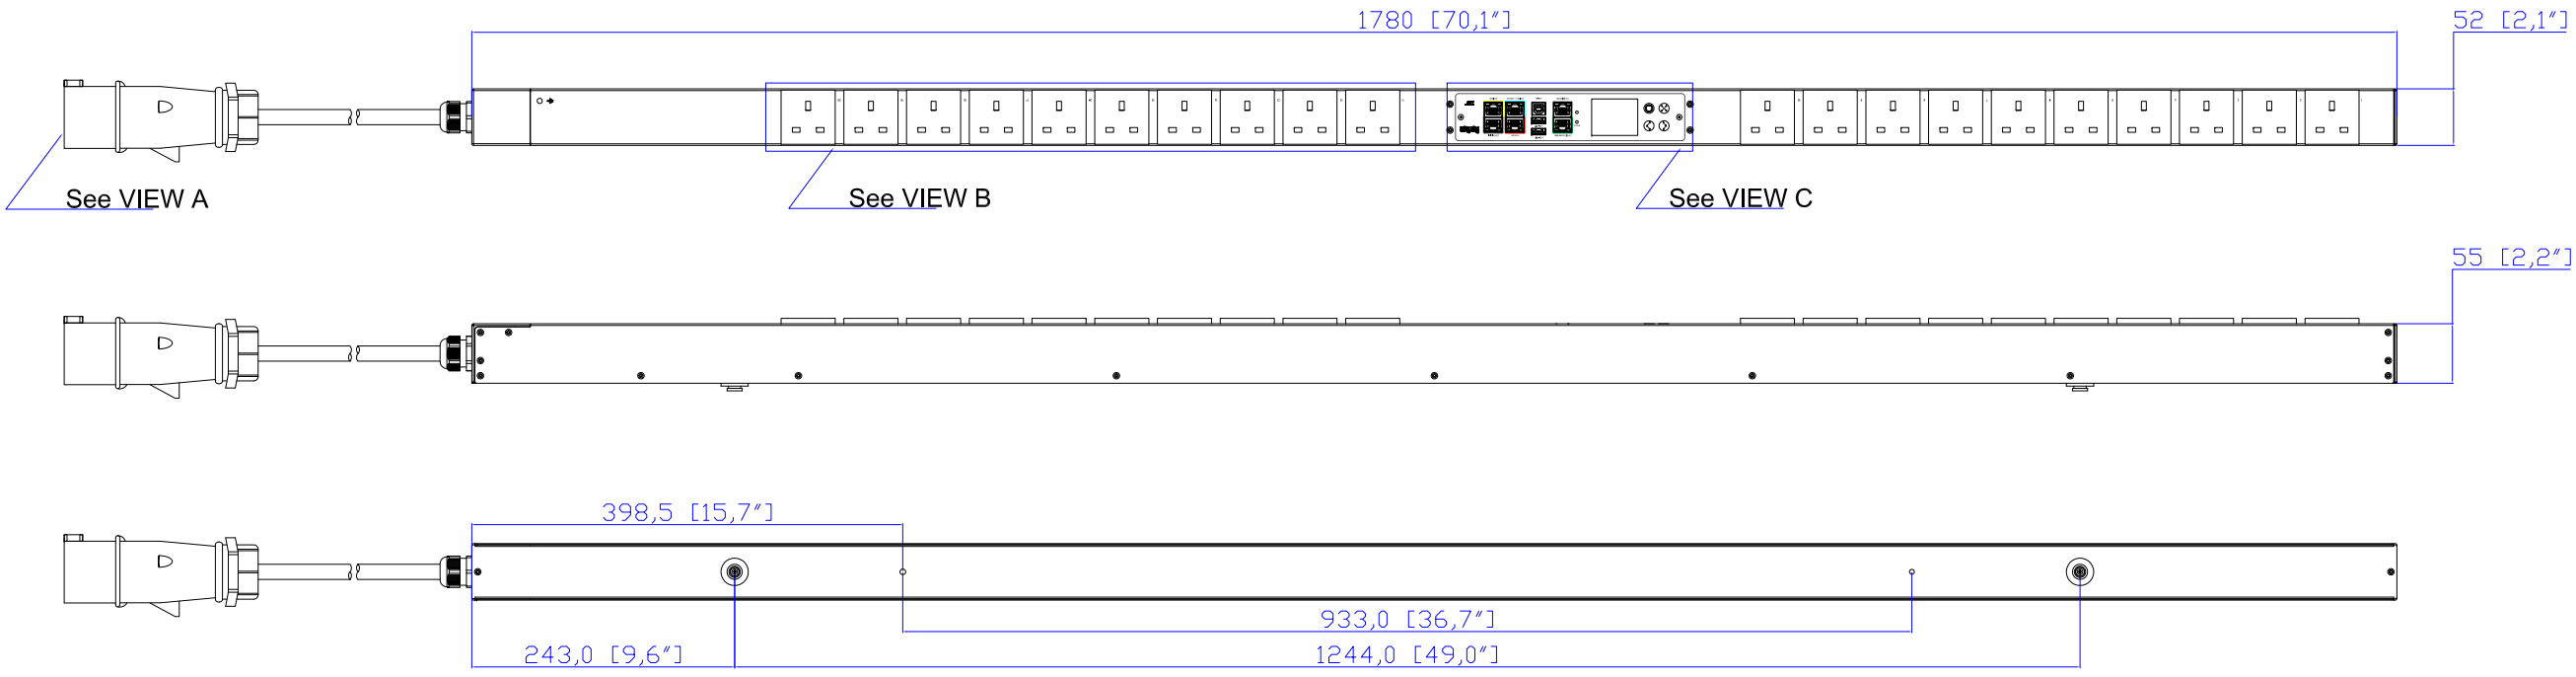 1780 [70,1"]
52 [2,1"]
See VIEW A
See VIEW B
See VIEW C
55 [2,2"]
398,5 [15,7"]
933,0 [36,7"]
243,0 [9,6"]
1244,0 [49,0"]